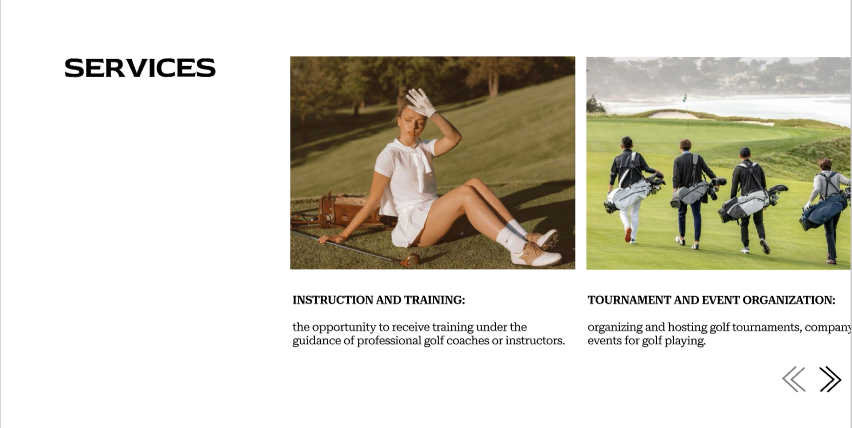 SERVICES
INSTRUCTION AND TRAINING:
the opportunity to receive training under the
guidance of professional golf coaches or instructors.
TOURNAMENT AND EVENT ORGANIZATION:
organizing and hosting golf tournaments, company
events for golf playing.